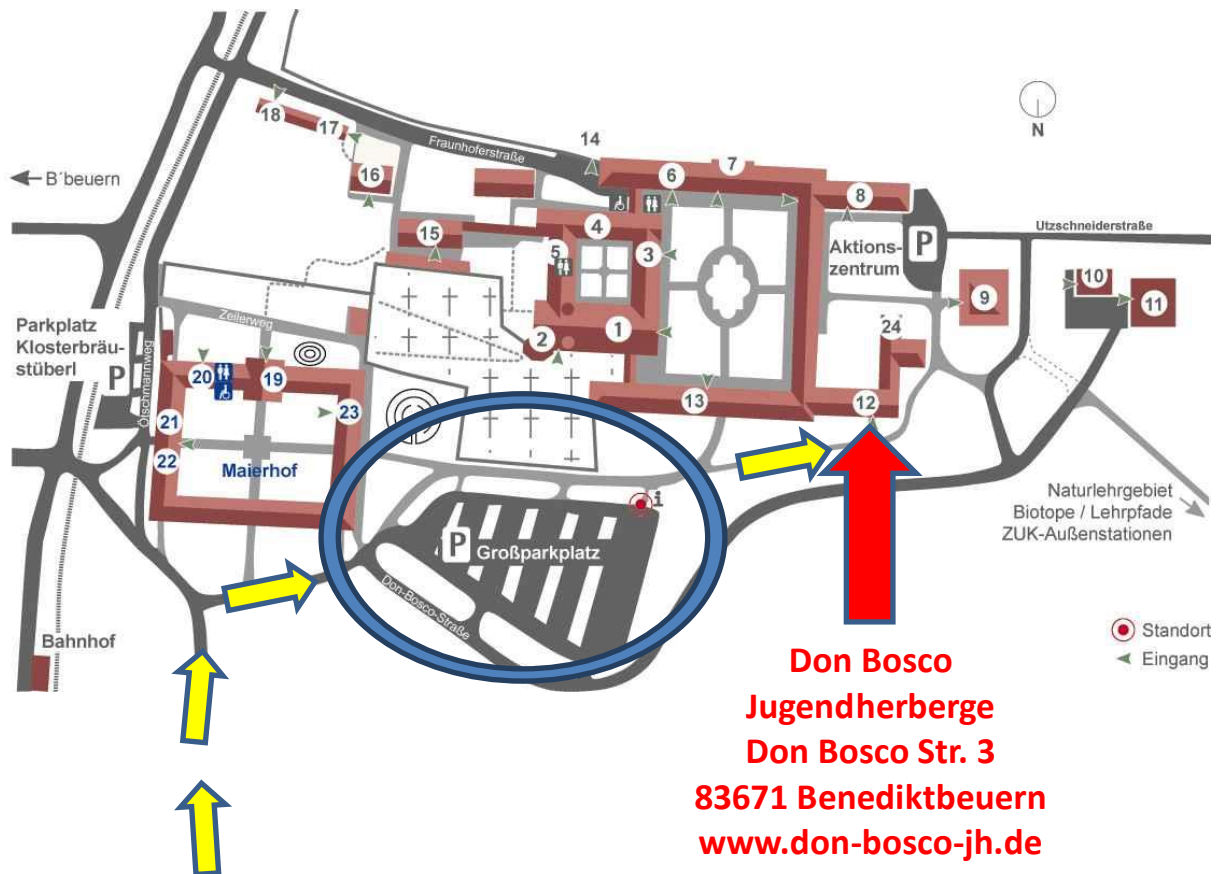 18
17
14
Fraunhoferstraße
7
N
16
6
8
B´beuern
P
Utzschneiderstraße
15
4
3
5
Aktions-
zentrum
10
11
9
Zeilerweg
Parkplatz
Klosterbräu-
stüberl
P
Ötschmannweg
1
2
24
20
19
23
21
22
Maierhof
13
12
i
P
Großparkplatz
Don-Bosco-Straße
Naturlehrgebiet
Biotope / Lehrpfade
ZUK-Außenstationen
Bahnhof
Standort
Eingang
Don Bosco
Jugendherberge
Don Bosco Str. 3
83671 Benediktbeuern
www.don-bosco-jh.de